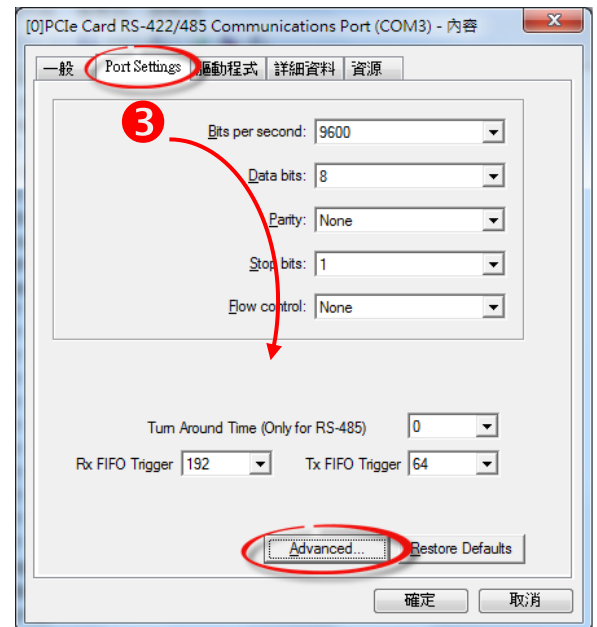 [0]PCIe Card RS-422/485 Communications Port (COM3) - 內容
一般 Port Settings 驅動程式 詳細資料 資源
3
Bits per second: 9600
Data bits: 8
Parity: None
Stop bits: 1
Flow control: None
Turn Around Time (Only for RS-485) 0
Rx FIFO Trigger 192 Tx FIFO Trigger 64
Advanced... Restore Defaults
確定 取消